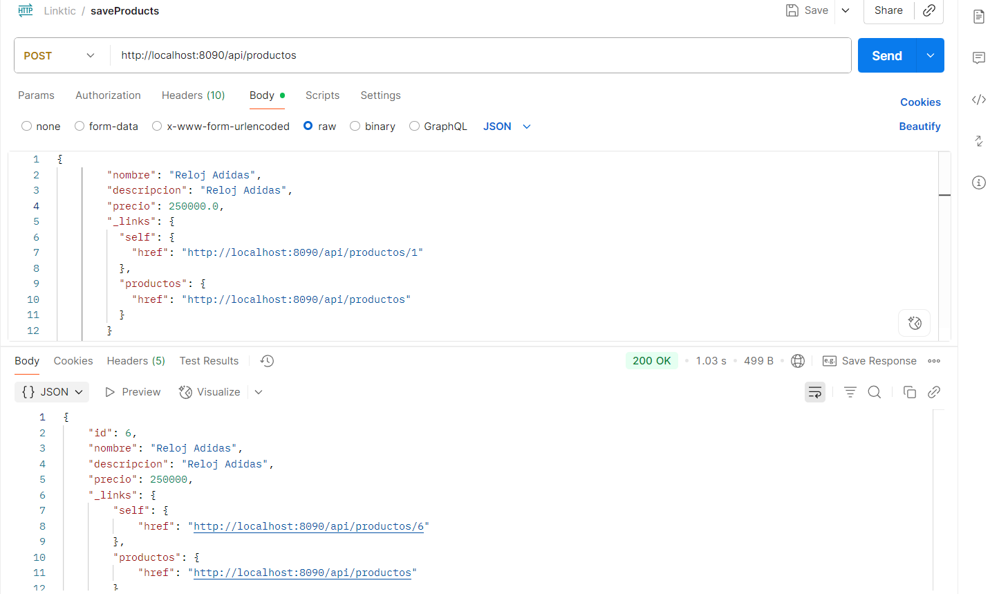 HTTP Linktic / saveProducts Save Share
POST http://localhost:8090/api/productos Send
Params Authorization Headers (10) Body Scripts Settings Cookies
none form-data x-www-form-urlencoded raw binary GraphQL JSON Beautify
1 {
2 "nombre": "Reloj Adidas",
3 "descripcion": "Reloj Adidas",
4 "precio": 250000.0,
5 "_links": {
6 "self": {
7 "href": "http://localhost:8090/api/productos/1"
8 },
9 "productos": {
10 "href": "http://localhost:8090/api/productos"
11 }
12 }
Body Cookies Headers (5) Test Results 200 OK 1.03 s 499 B e.g. Save Response
{} JSON Preview Visualize
1 {
2 "id": 6,
3 "nombre": "Reloj Adidas",
4 "descripcion": "Reloj Adidas",
5 "precio": 250000,
6 "_links": {
7 "self": {
8 "href": "http://localhost:8090/api/productos/6"
9 },
10 "productos": {
11 "href": "http://localhost:8090/api/productos"
12 }